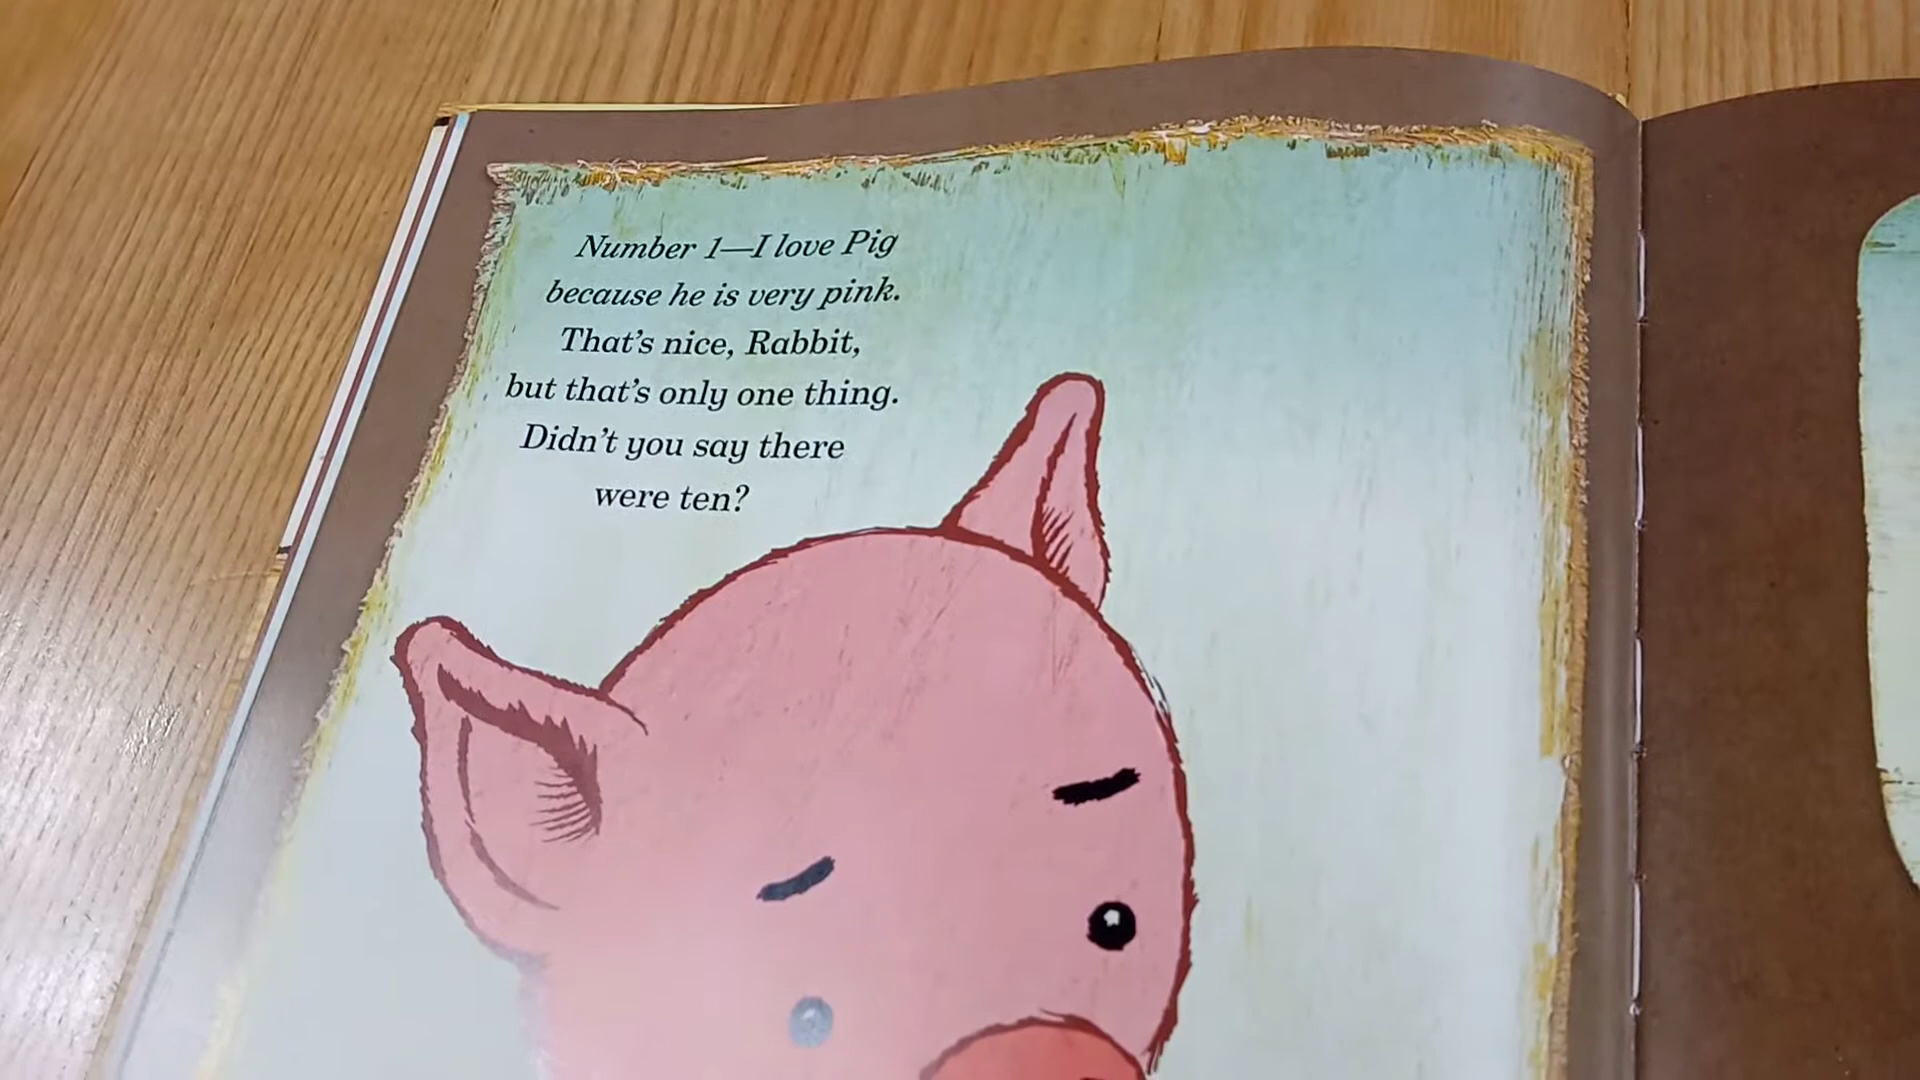 Number 1—I love Pig
because he is very pink.
That's nice, Rabbit,
but that's only one thing.
Didn't you say there
were ten?